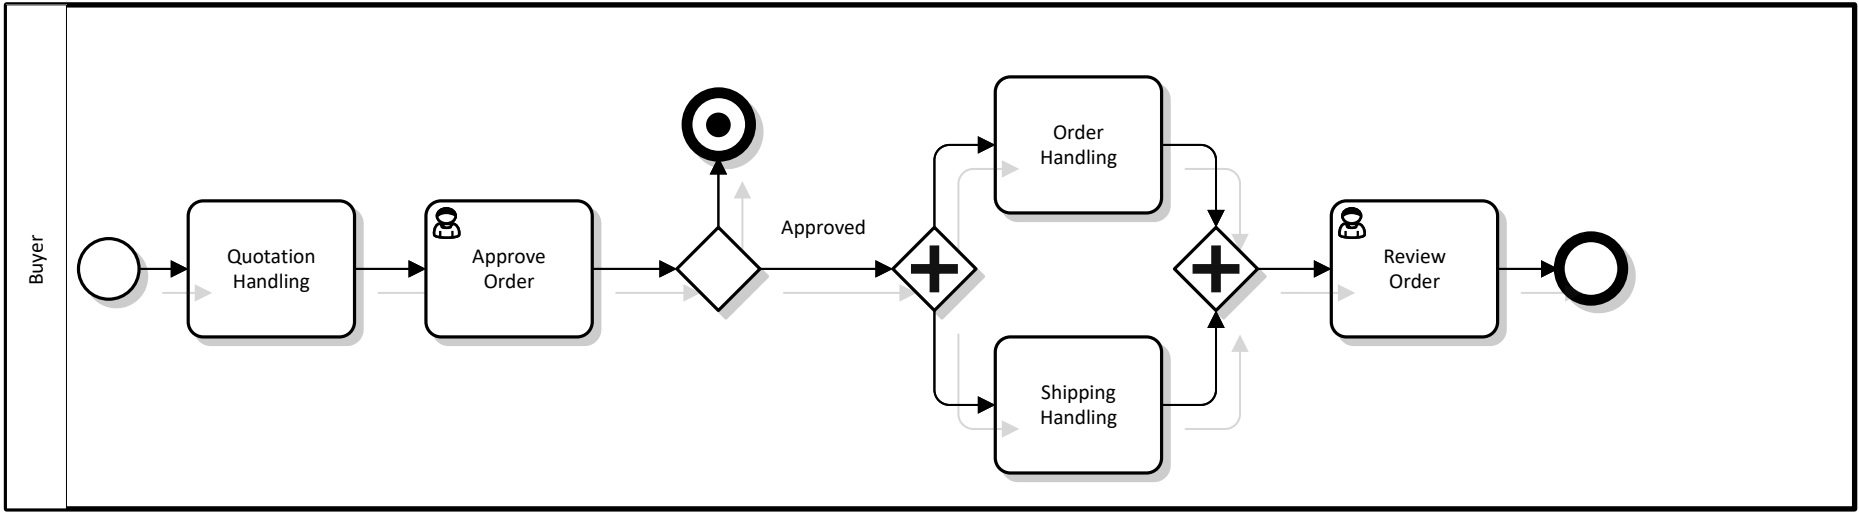 Buyer
Quotation
Handling
Approve
Order
Approved
Order
Handling
Shipping
Handling
Review
Order